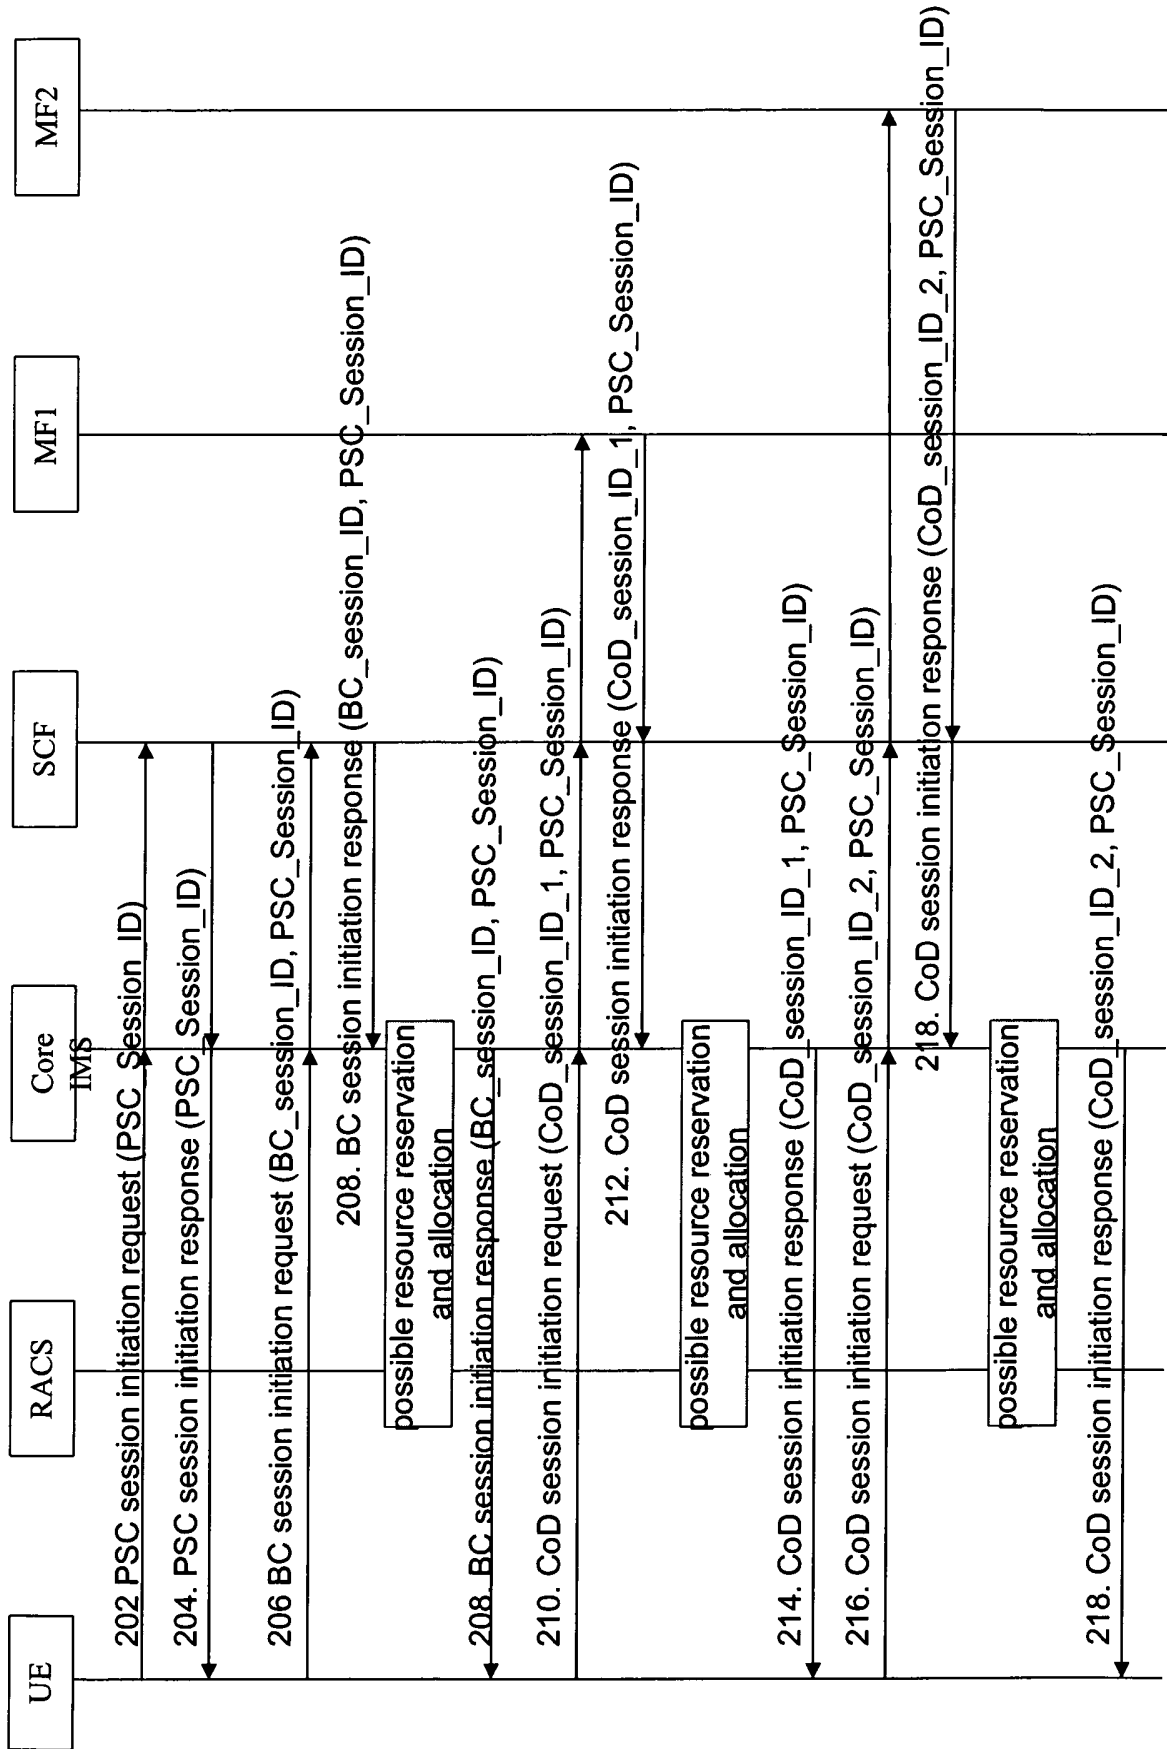 UE
RACS
Core
IMS
SCF
MF1
MF2
202 PSC session initiation request (PSC_Session_ID)
204. PSC session initiation response (PSC_Session_ID)
206 BC session initiation request (BC_session_ID, PSC_Session_ID)
208. BC session initiation response (BC_session_ID, PSC_Session_ID)
possible resource reservation
and allocation
208. BC session initiation response (BC_session_ID, PSC_Session_ID)
210. CoD session initiation request (CoD_session_ID_1, PSC_Session_ID)
212. CoD session initiation response (CoD_session_ID_1, PSC_Session_ID)
possible resource reservation
and allocation
214. CoD session initiation response (CoD_session_ID_1, PSC_Session_ID)
216. CoD session initiation request (CoD_session_ID_2, PSC_Session_ID)
218. CoD session initiation response (CoD_session_ID_2, PSC_Session_ID)
possible resource reservation
and allocation
218. CoD session initiation response (CoD_session_ID_2, PSC_Session_ID)